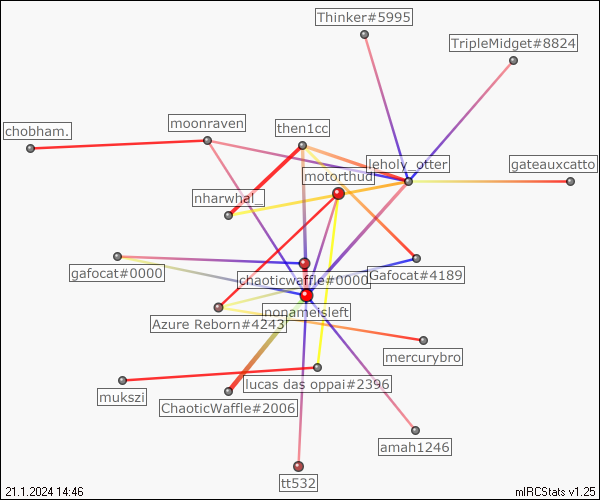 Thinker#5995
TripleMidget#8824
moonraven
then1cc
chobham.
leholy_otter
gateauxcatto
motorthud
nharwhal_
gafocat#0000
chaoticwaffle#0000
Gafocat#4189
nonameisleft
Azure Reborn#4243
mercurybro
lucas das oppai#2396
mukszi
ChaoticWaffle#2006
amah1246
tt532
21.1.2024 14:46
mIRCStats v1.25